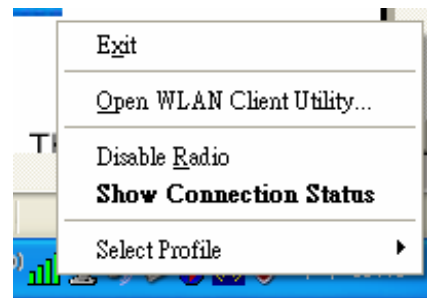 Exit
Open WLAN Client Utility...
Disable Radio
Show Connection Status
Select Profile